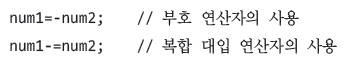 num1=-num2;    // 부호 연산자의 사용
num1-=num2;    // 복합 대입 연산자의 사용